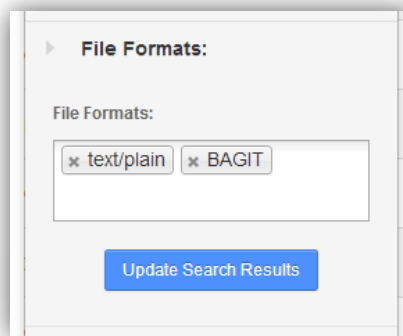 File Formats:
File Formats:
× text/plain × BAGIT
Update Search Results